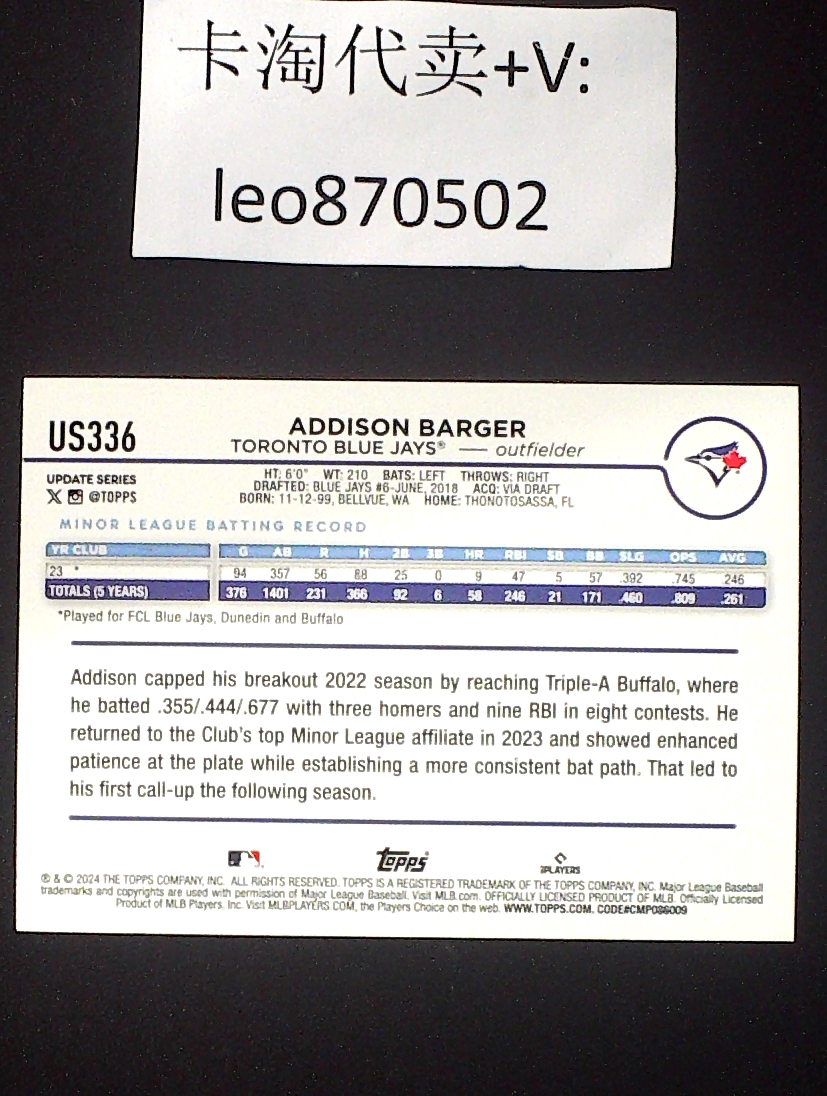 卡淘代卖+V:
leo870502
US336
ADDISON BARGER
TORONTO BLUE JAYS® — outfielder
UPDATE SERIES
@TOPPS
HT: 6'0" WT: 210 BATS: LEFT THROWS: RIGHT
DRAFTED: BLUE JAYS #6-JUNE, 2018 ACQ: VIA DRAFT
BORN: 11-12-99, BELLVUE, WA HOME: THONOTOSASSA, FL
MINOR LEAGUE BATTING RECORD
YR CLUB G AB R H 2B 3B HR RBI SB BB SLG OPS AVG
23 * 94 357 56 88 25 0 9 47 5 57 .392 .745 .246
TOTALS (5 YEARS) 376 1401 231 366 92 6 58 246 21 171 .460 .809 .261
*Played for FCL Blue Jays, Dunedin and Buffalo
Addison capped his breakout 2022 season by reaching Triple-A Buffalo, where
he batted .355/.444/.677 with three homers and nine RBI in eight contests. He
returned to the Club's top Minor League affiliate in 2023 and showed enhanced
patience at the plate while establishing a more consistent bat path. That led to
his first call-up the following season.
Topps
PLAYERS
® & © 2024 THE TOPPS COMPANY, INC. ALL RIGHTS RESERVED. TOPPS IS A REGISTERED TRADEMARK OF THE TOPPS COMPANY, INC. Major League Baseball
trademarks and copyrights are used with permission of Major League Baseball. Visit MLB.com. OFFICIALLY LICENSED PRODUCT OF MLB. Officially Licensed
Product of MLB Players, Inc. Visit MLBPLAYERS.COM, the Players Choice on the web. WWW.TOPPS.COM. CODE#CMP086009